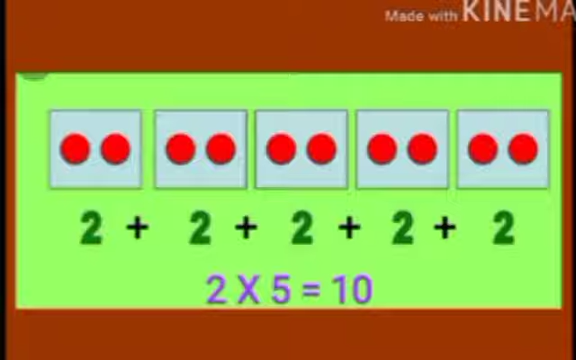 Made with KINEMA
2 + 2 + 2 + 2 + 2
2 X 5 = 10